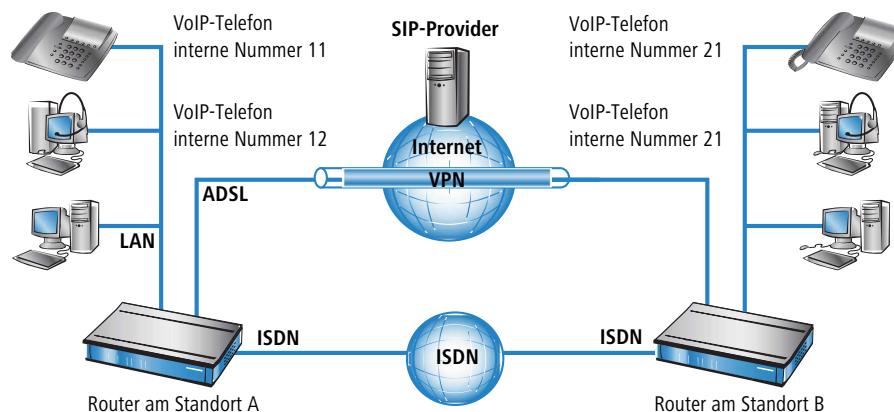 VoIP-Telefon
interne Nummer 11
SIP-Provider
VoIP-Telefon
interne Nummer 21
VoIP-Telefon
interne Nummer 12
VoIP-Telefon
interne Nummer 21
Internet
VPN
ADSL
LAN
ISDN
ISDN
ISDN
Router am Standort A
Router am Standort B